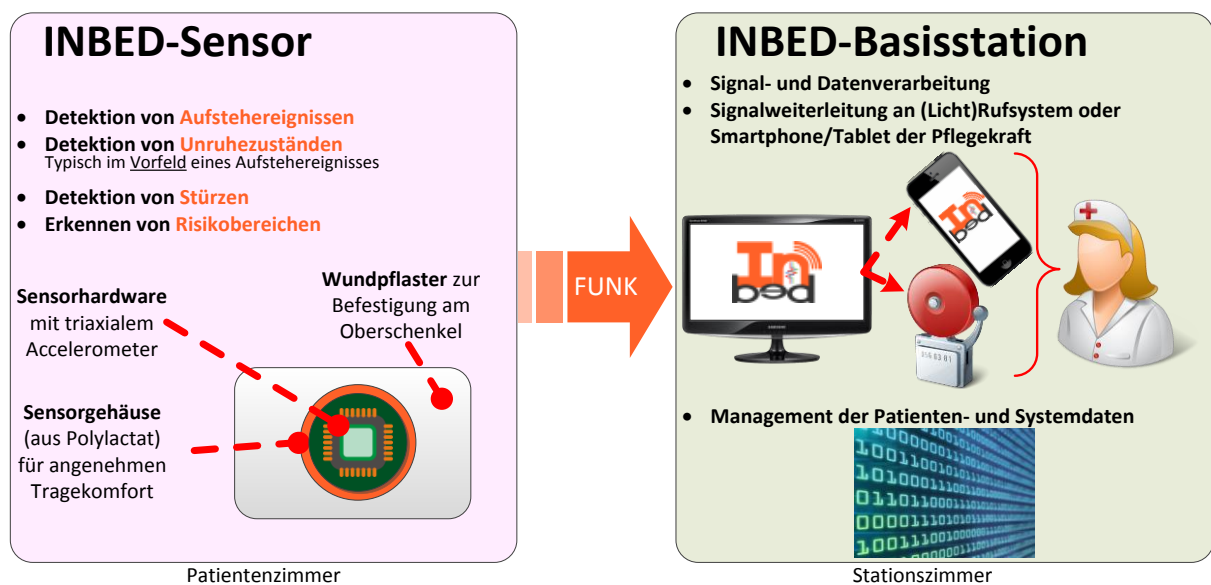 INBED-Sensor
• Detektion von Aufstehereignissen
• Detektion von Unruhezuständen
Typisch im Vorfeld eines Aufstehereignisses
• Detektion von Stürzen
• Erkennen von Risikobereichen
Sensorhardware
mit triaxialem
Accelerometer
Wundpflaster zur
Befestigung am
Oberschenkel
Sensorgehäuse
(aus Polylactat)
für angenehmen
Tragekomfort
Patientenzimmer
FUNK
INBED-Basisstation
• Signal- und Datenverarbeitung
• Signalweiterleitung an (Licht)Rufsystem oder
Smartphone/Tablet der Pflegekraft
In
bed
In
bed
SAMSUNG
• Management der Patienten- und Systemdaten
Stationszimmer